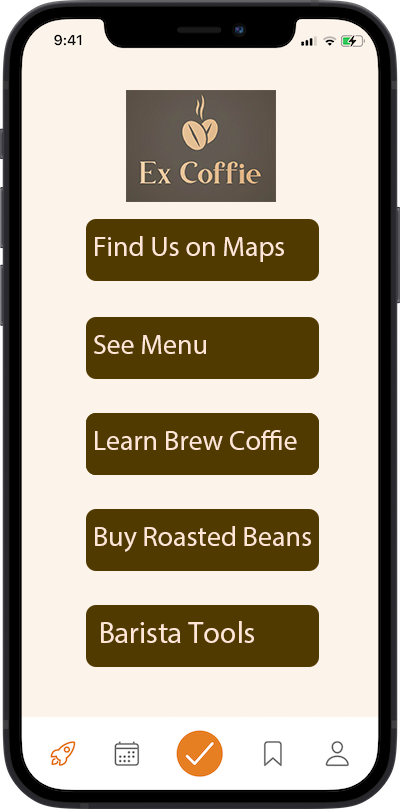 9:41
Ex Coffie
Find Us on Maps
See Menu
Learn Brew Coffie
Buy Roasted Beans
Barista Tools